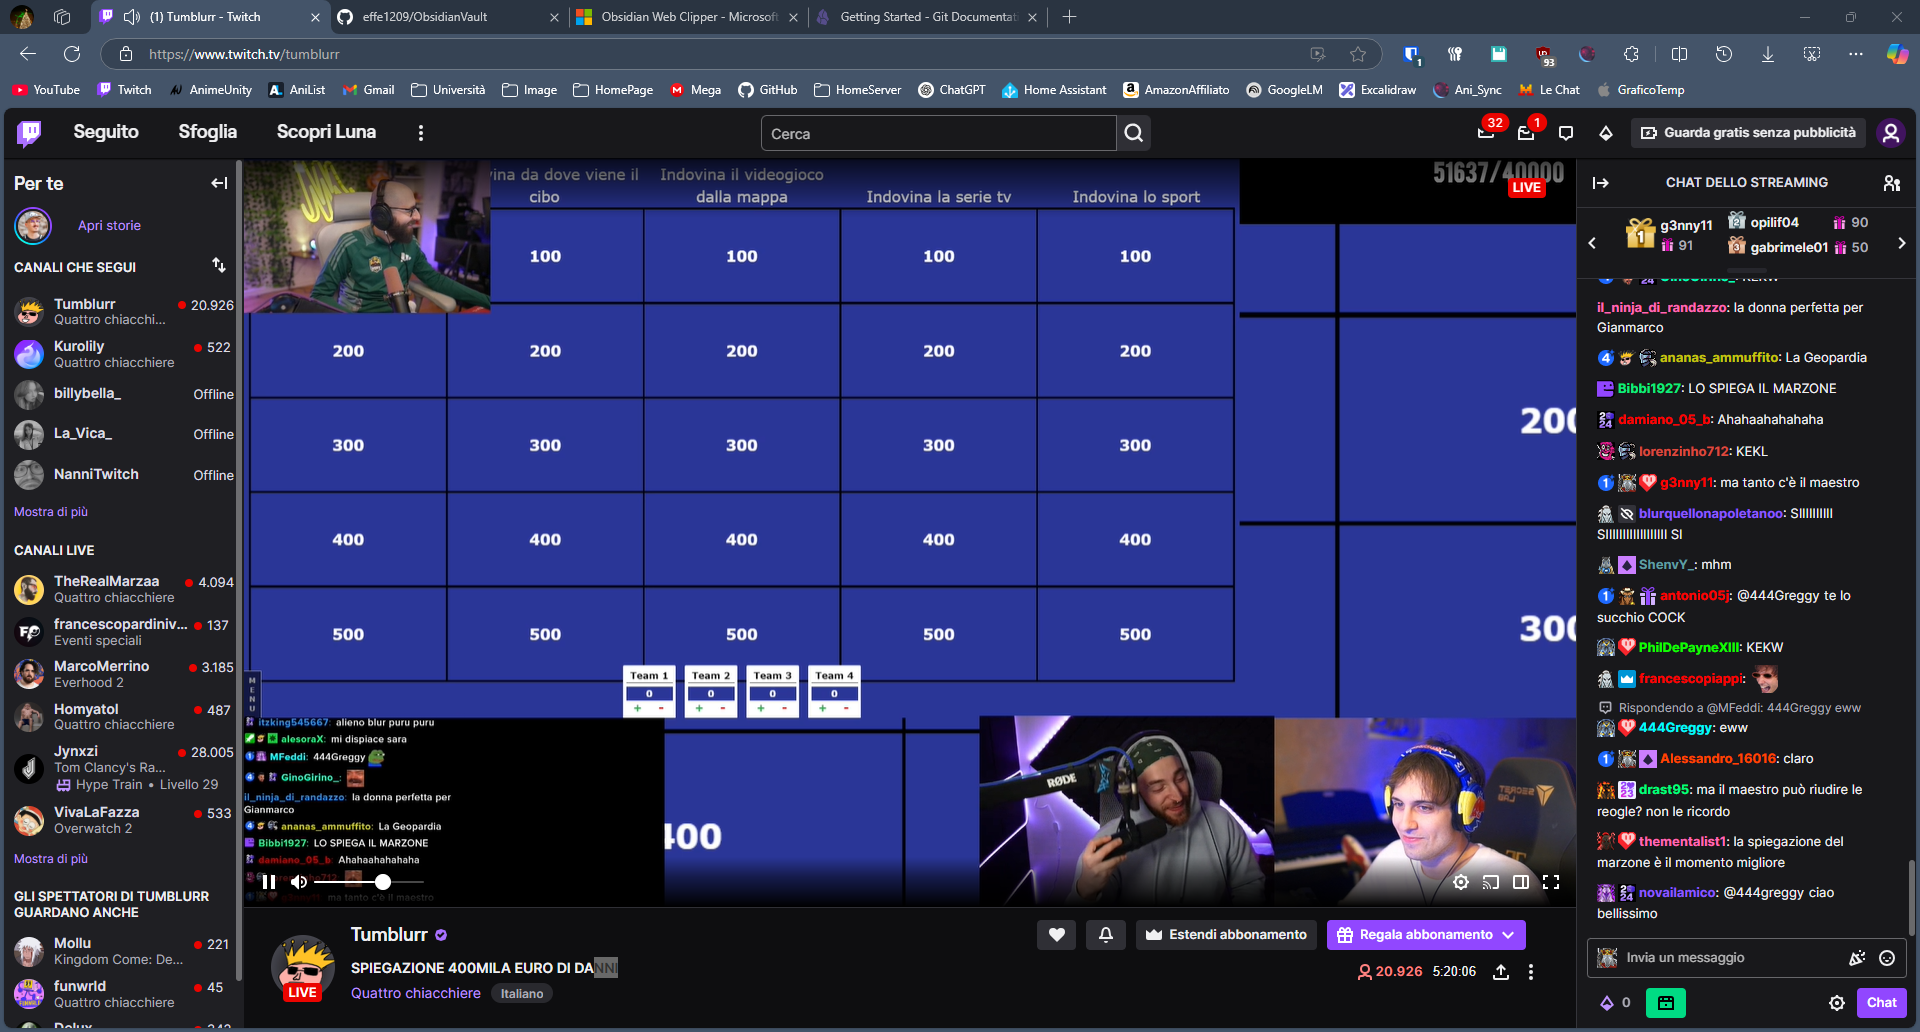 (1) Tumblurr - Twitch
effe1209/ObsidianVault
Obsidian Web Clipper - Microsoft
Getting Started - Git Documentat
https://www.twitch.tv/tumblurr
1
93
YouTube
Twitch
AnimeUnity
AniList
Gmail
Università
Image
HomePage
Mega
GitHub
HomeServer
ChatGPT
Home Assistant
AmazonAffiliato
GoogleLM
Excalidraw
Ani_Sync
Le Chat
GraficoTemp
Seguito
Sfoglia
Scopri Luna
Cerca
32
1
Guarda gratis senza pubblicità
Per te
Apri storie
CANALI CHE SEGUI
Tumblurr
20.926
Quattro chiacchi...
Kurolily
522
Quattro chiacchiere
billybella_
Offline
La_Vica_
Offline
NanniTwitch
Offline
Mostra di più
CANALI LIVE
TheRealMarzaa
4.094
Quattro chiacchiere
francescopardiniv...
137
Eventi speciali
MarcoMerrino
3.185
Everhood 2
Homyatol
487
Quattro chiacchiere
Jynxzi
28.005
Tom Clancy's Ra...
Hype Train • Livello 29
VivaLaFazza
533
Overwatch 2
Mostra di più
GLI SPETTATORI DI TUMBLURR
GUARDANO ANCHE
Mollu
221
Kingdom Come: De...
funwrld
45
Quattro chiacchiere
ina da dove viene il
cibo
Indovina il videogioco
dalla mappa
Indovina la serie tv
Indovina lo sport
51637/40000
LIVE
100 100 100 100
200 200 200 200 200
300 300 300 300 300
400 400 400 400 400
500 500 500 500 500
200
300
400
MENU
Team 1
0
+ -
Team 2
0
+ -
Team 3
0
+ -
Team 4
0
+ -
itzking545667: alieno blur puru puru
alesoraX: mi dispiace sara
MFeddi: 444Greggy
GinoGirino_:
il_ninja_di_randazzo: la donna perfetta per
Gianmarco
ananas_ammuffito: La Geopardia
Bibbi1927: LO SPIEGA IL MARZONE
damiano_05_b: Ahahaahahahaha
ma tanto c'è il maestro
RØDE
SECRET
LAB
Tumblurr
SPIEGAZIONE 400MILA EURO DI DANNI
Quattro chiacchiere
Italiano
LIVE
Estendi abbonamento
Regala abbonamento
20.926
5:20:06
CHAT DELLO STREAMING
1
g3nny11
91
2
opilif04
90
3
gabrimele01
50
il_ninja_di_randazzo: la donna perfetta per
Gianmarco
ananas_ammuffito: La Geopardia
Bibbi1927: LO SPIEGA IL MARZONE
damiano_05_b: Ahahaahahahaha
lorenzinho712: KEKL
g3nny11: ma tanto c'è il maestro
blurquellonapoletanoo: SIIIIIIIIII
SIIIIIIIIIIIIIIIIII SI
ShenvY_: mhm
antonio05j: @444Greggy te lo
succhio COCK
PhilDePayneXIII: KEKW
francescopiappi:
Rispondendo a @MFeddi: 444Greggy eww
444Greggy: eww
Alessandro_16016: claro
drast95: ma il maestro può riudire le
reogle? non le ricordo
thementalist1: la spiegazione del
marzone è il momento migliore
novailamico: @444greggy ciao
bellissimo
Invia un messaggio
0
Chat